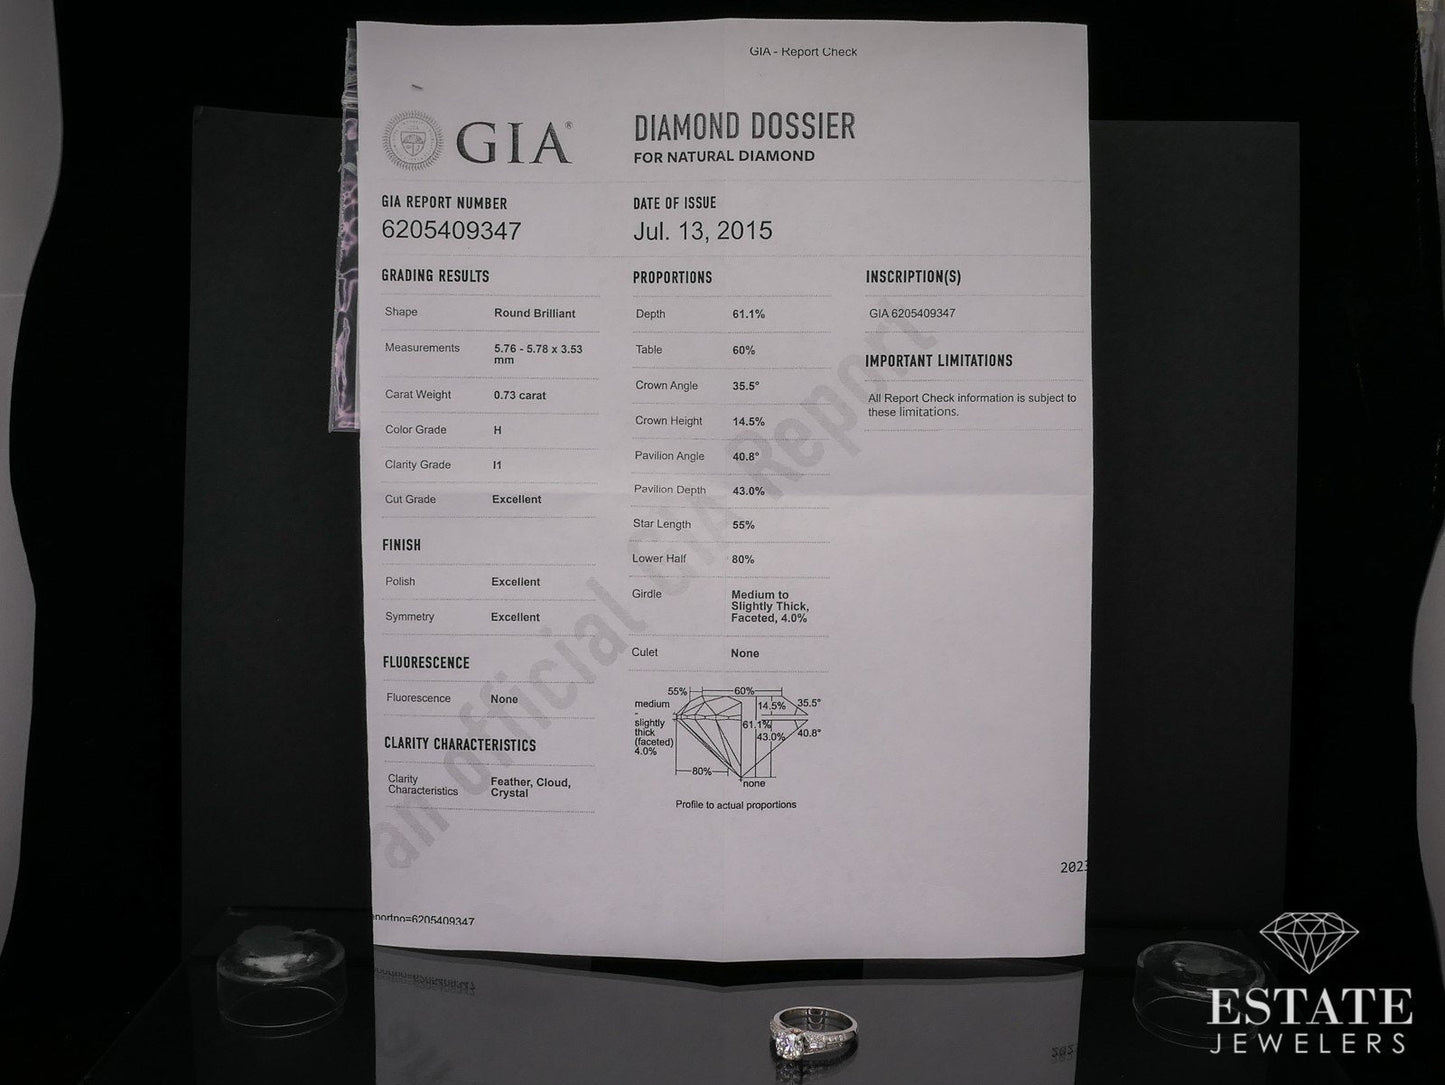 GIA - Report Check
GIA®
DIAMOND DOSSIER
FOR NATURAL DIAMOND
GIA REPORT NUMBER
6205409347
DATE OF ISSUE
Jul. 13, 2015
GRADING RESULTS
Shape Round Brilliant
Measurements 5.76 - 5.78 x 3.53
mm
Carat Weight 0.73 carat
Color Grade H
Clarity Grade I1
Cut Grade Excellent
FINISH
Polish Excellent
Symmetry Excellent
FLUORESCENCE
Fluorescence None
CLARITY CHARACTERISTICS
Clarity
Characteristics
Feather, Cloud,
Crystal
PROPORTIONS
Depth 61.1%
Table 60%
Crown Angle 35.5°
Crown Height 14.5%
Pavilion Angle 40.8°
Pavilion Depth 43.0%
Star Length 55%
Lower Half 80%
Girdle Medium to
Slightly Thick,
Faceted, 4.0%
Culet None
55% 60%
medium
-
slightly
thick
(faceted)
4.0%
14.5% 35.5°
61.1%
43.0% 40.8°
80%
none
Profile to actual proportions
INSCRIPTION(S)
GIA 6205409347
IMPORTANT LIMITATIONS
All Report Check information is subject to
these limitations.
an official GIA Report
2023
portno=6205409347
ESTATE
JEWELERS